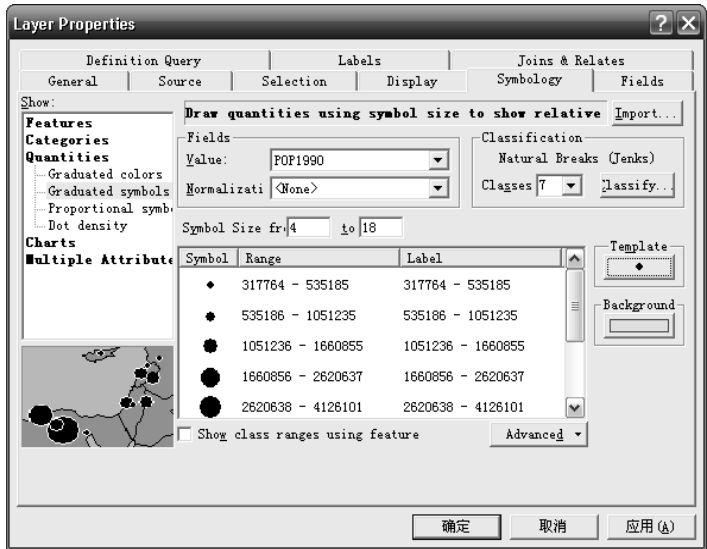 Layer Properties
Definition Query Labels Joins & Relates
General Source Selection Display Symbology Fields
Show:
Features
Categories
Quantities
Graduated colors
Graduated symbols
Proportional symb
Dot density
Charts
Multiple Attribute
Draw quantities using symbol size to show relative
Import...
Fields
Value: POP1990
Normalizati <None>
Classification
Natural Breaks (Jenks)
Classes 7 Classify...
Symbol Size fr 4 to 18
Symbol Range Label
317764 - 535185 317764 - 535185
535186 - 1051235 535186 - 1051235
1051236 - 1660855 1051236 - 1660855
1660856 - 2620637 1660856 - 2620637
2620638 - 4126101 2620638 - 4126101
Template
Background
Show class ranges using feature
Advanced
确定 取消 应用(A)